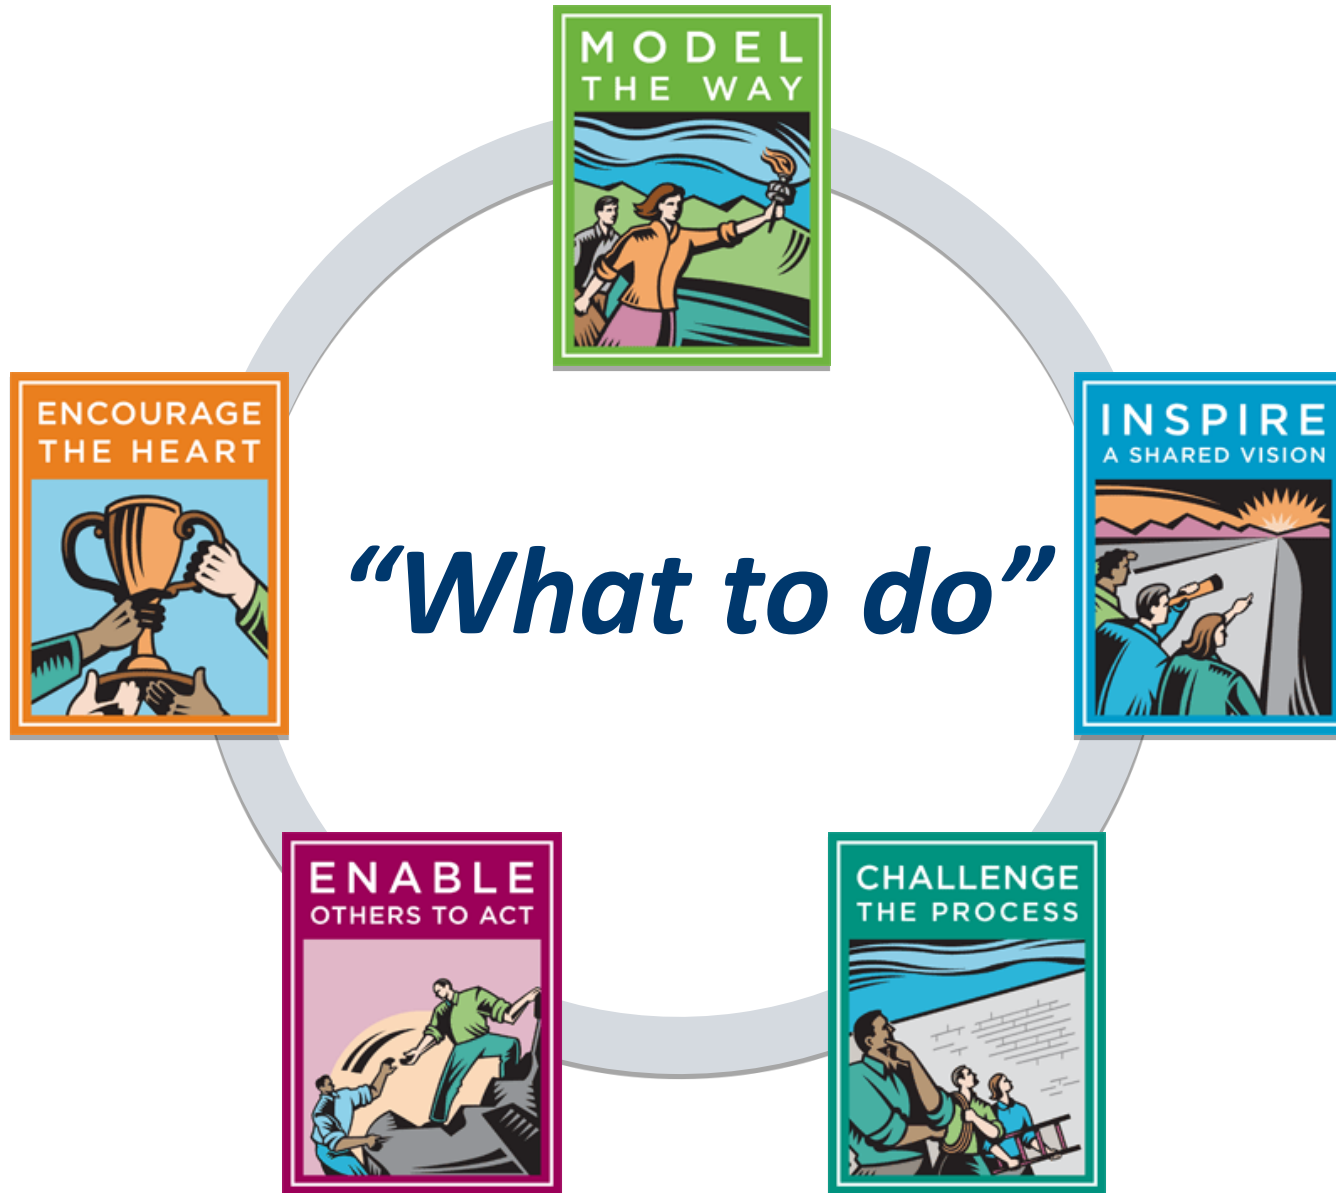 MODEL
THE WAY
ENCOURAGE
THE HEART
INSPIRE
A SHARED VISION
“What to do”
ENABLE
OTHERS TO ACT
CHALLENGE
THE PROCESS